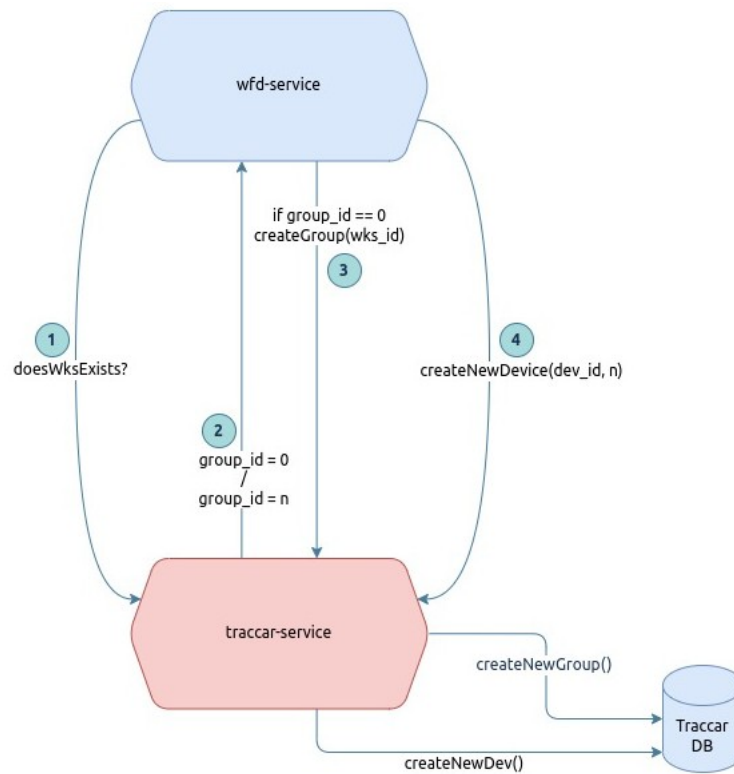 wfd-service
if group_id == 0
createGroup(wks_id)
3
1
doesWksExists?
4
createNewDevice(dev_id, n)
2
group_id = 0
/
group_id = n
traccar-service
createNewGroup()
Traccar
DB
createNewDev()